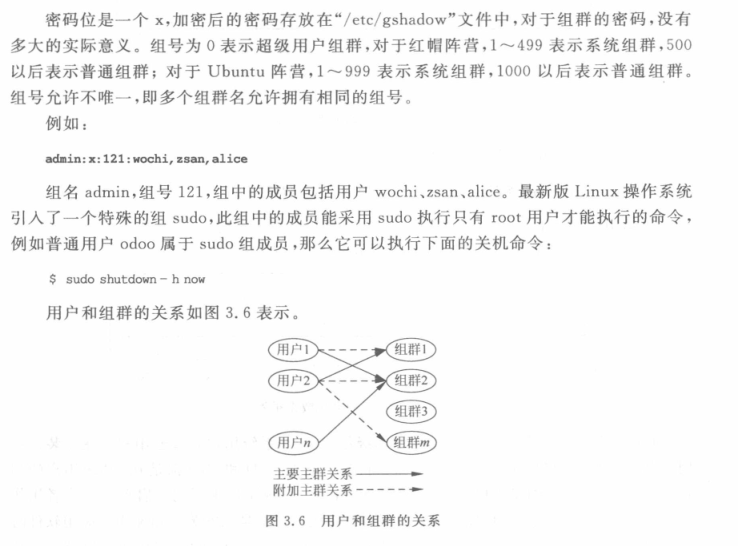 密码位是一个 x,加密后的密码存放在“/etc/gshadow”文件中,对于组群的密码,没有
多大的实际意义。组号为 0 表示超级用户组群,对于红帽阵营,1～499 表示系统组群,500
以后表示普通组群；对于 Ubuntu 阵营,1～999 表示系统组群,1000 以后表示普通组群。
组号允许不唯一,即多个组群名允许拥有相同的组号。
例如：
admin:x:121:wochi,zsan,alice
组名 admin,组号 121,组中的成员包括用户 wochi、zsan、alice。最新版 Linux 操作系统
引入了一个特殊的组 sudo,此组中的成员能采用 sudo 执行只有 root 用户才能执行的命令,
例如普通用户 odoo 属于 sudo 组成员,那么它可以执行下面的关机命令：
$ sudo shutdown - h now
用户和组群的关系如图 3.6 表示。
用户1 组群1
用户2 组群2
组群3
用户n 组群m
主要主群关系
附加主群关系
图 3.6 用户和组群的关系